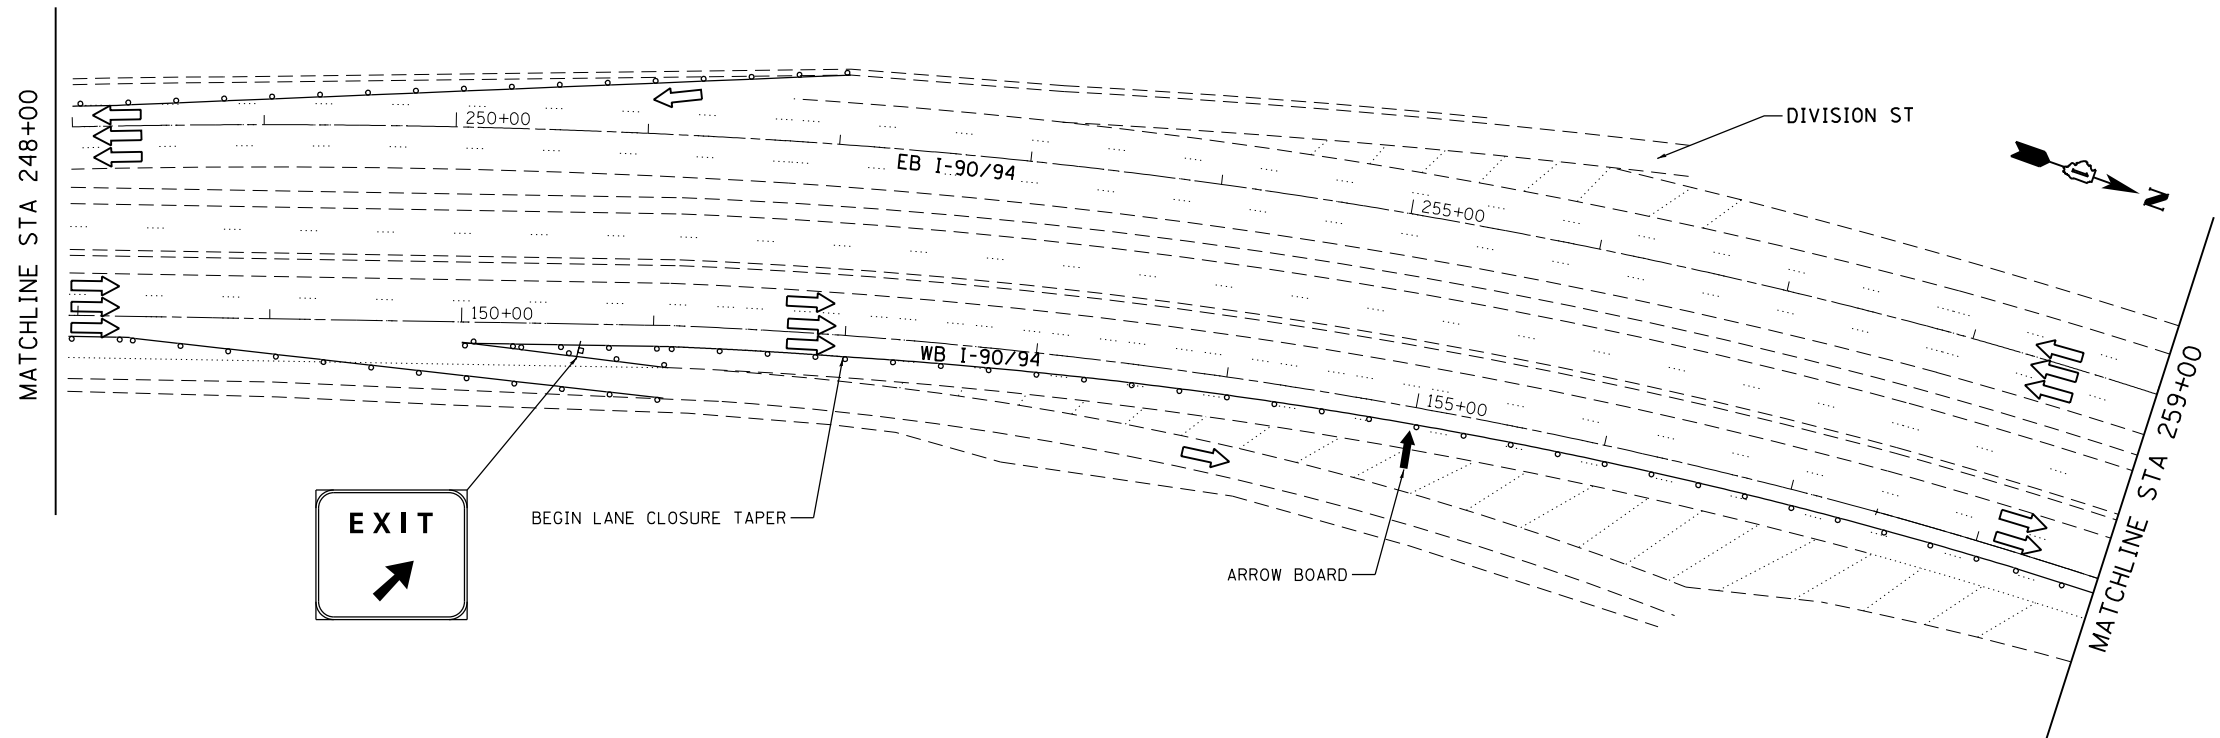 MATCHLINE STA 248+00
250+00
EB I-90/94
DIVISION ST
N
255+00
150+00
WB I-90/94
155+00
EXIT
BEGIN LANE CLOSURE TAPER
ARROW BOARD
MATCHLINE STA 259+00